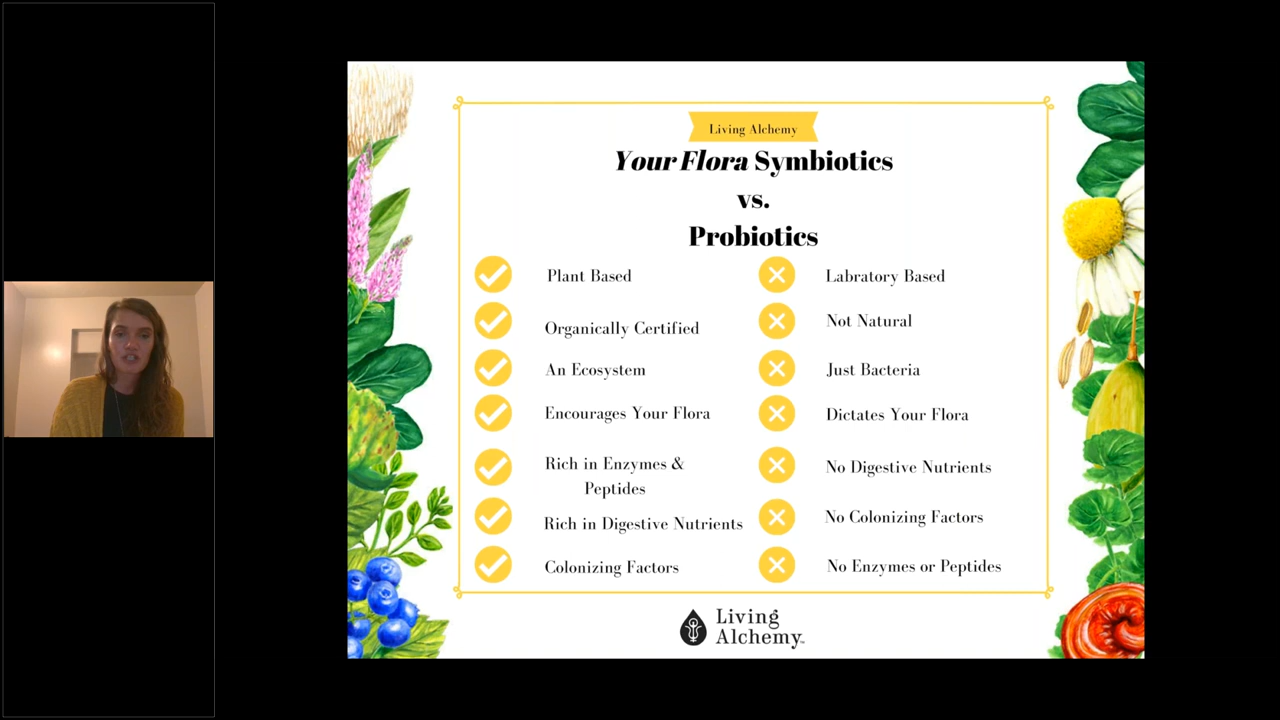 Living Alchemy
Your Flora Symbiotics
vs.
Probiotics
Plant Based
Labratory Based
Organically Certified
Not Natural
An Ecosystem
Just Bacteria
Encourages Your Flora
Dictates Your Flora
Rich in Enzymes &
Peptides
No Digestive Nutrients
Rich in Digestive Nutrients
No Colonizing Factors
Colonizing Factors
No Enzymes or Peptides
Living
Alchemy™